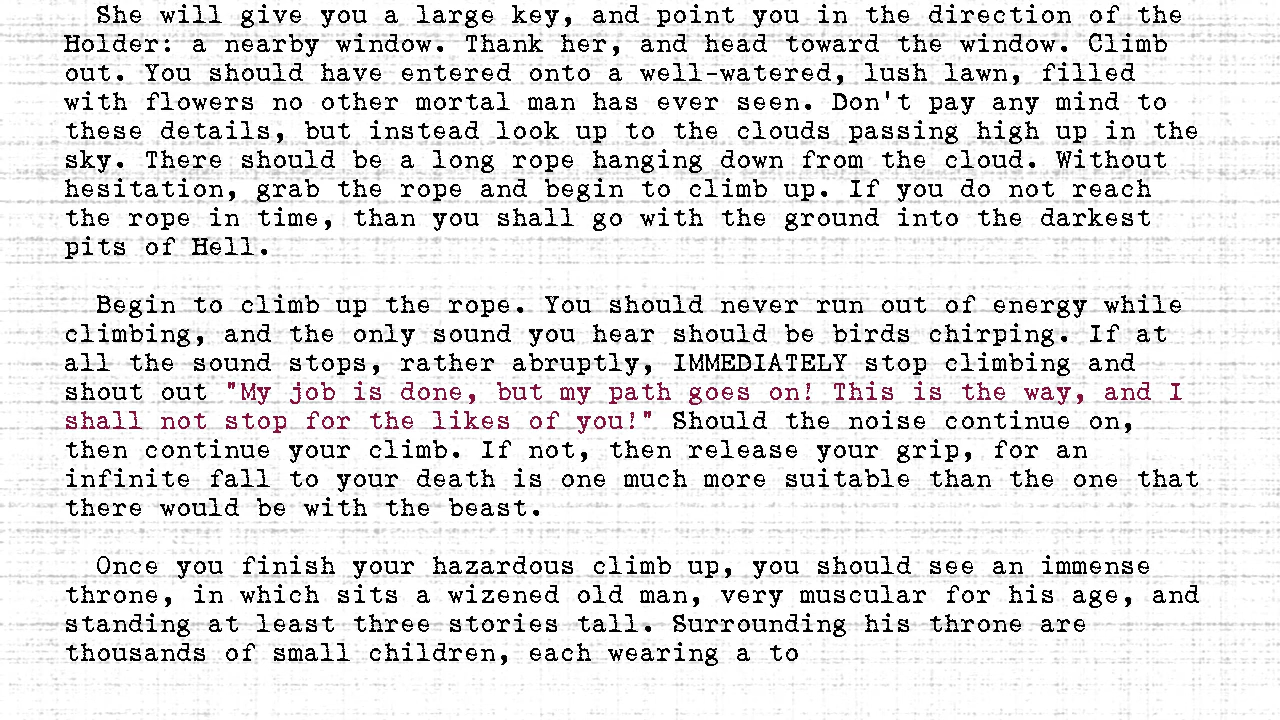 She will give you a large key, and point you in the direction of the
Holder: a nearby window. Thank her, and head toward the window. Climb
out. You should have entered onto a well-watered, lush lawn, filled
with flowers no other mortal man has ever seen. Don't pay any mind to
these details, but instead look up to the clouds passing high up in the
sky. There should be a long rope hanging down from the cloud. Without
hesitation, grab the rope and begin to climb up. If you do not reach
the rope in time, than you shall go with the ground into the darkest
pits of Hell.
Begin to climb up the rope. You should never run out of energy while
climbing, and the only sound you hear should be birds chirping. If at
all the sound stops, rather abruptly, IMMEDIATELY stop climbing and
shout out "My job is done, but my path goes on! This is the way, and I
shall not stop for the likes of you!" Should the noise continue on,
then continue your climb. If not, then release your grip, for an
infinite fall to your death is one much more suitable than the one that
there would be with the beast.
Once you finish your hazardous climb up, you should see an immense
throne, in which sits a wizened old man, very muscular for his age, and
standing at least three stories tall. Surrounding his throne are
thousands of small children, each wearing a to